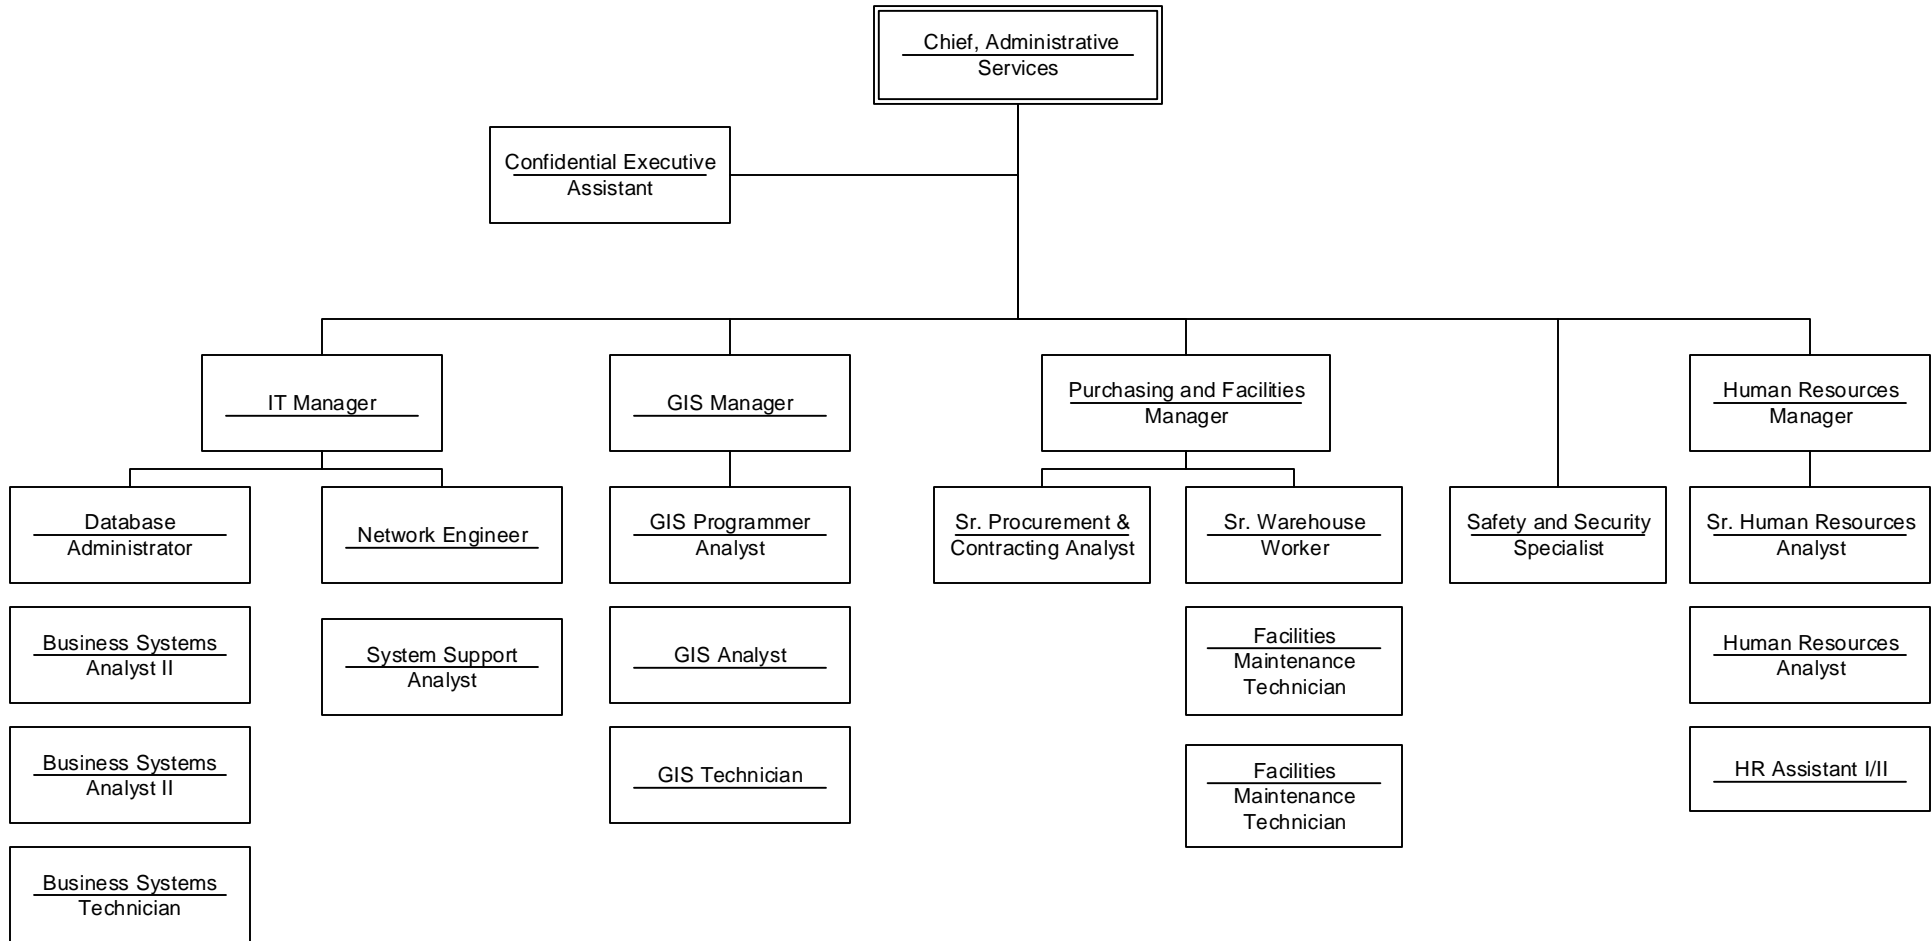 Chief, Administrative
Services
Confidential Executive
Assistant
IT Manager
GIS Manager
Purchasing and Facilities
Manager
Human Resources
Manager
Database
Administrator
Network Engineer
GIS Programmer
Analyst
Sr. Procurement &
Contracting Analyst
Sr. Warehouse
Worker
Safety and Security
Specialist
Sr. Human Resources
Analyst
Business Systems
Analyst II
System Support
Analyst
GIS Analyst
Facilities
Maintenance
Technician
Human Resources
Analyst
Business Systems
Analyst II
GIS Technician
Facilities
Maintenance
Technician
HR Assistant I/II
Business Systems
Technician